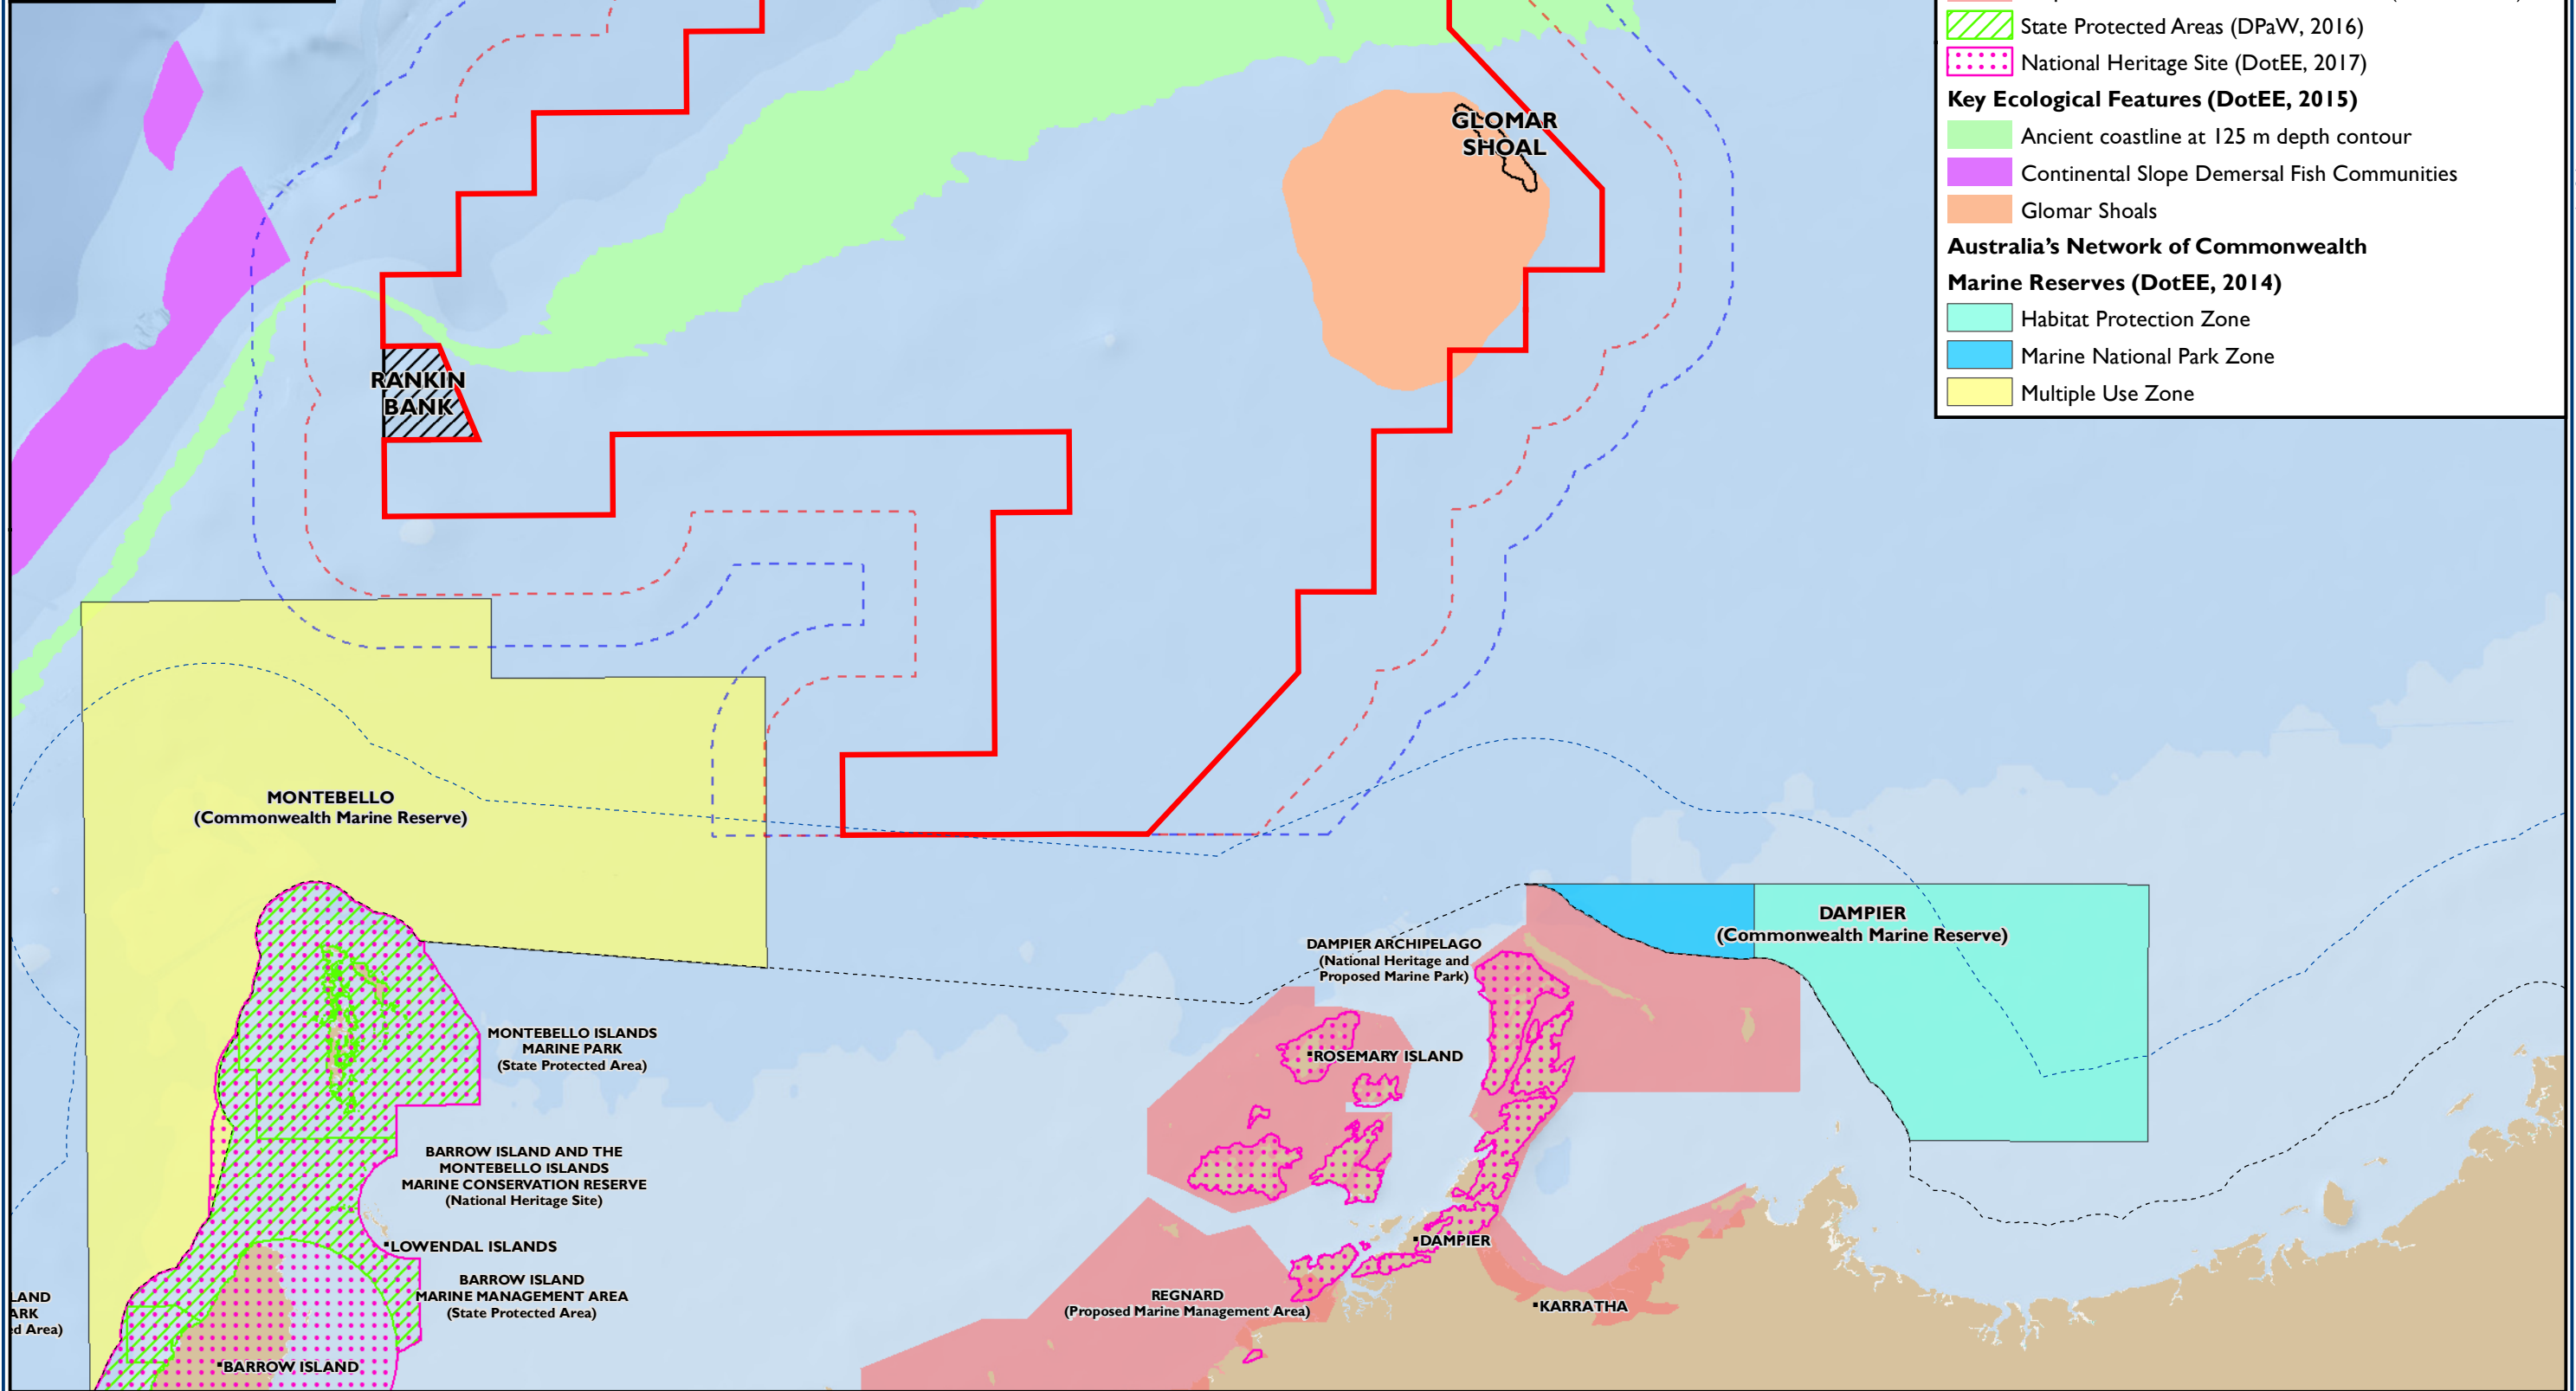 State Protected Areas (DPaW, 2016)
National Heritage Site (DotEE, 2017)
Key Ecological Features (DotEE, 2015)
Ancient coastline at 125 m depth contour
Continental Slope Demersal Fish Communities
Glomar Shoals
Australia's Network of Commonwealth
Marine Reserves (DotEE, 2014)
Habitat Protection Zone
Marine National Park Zone
Multiple Use Zone
GLOMAR
SHOAL
RANKIN
BANK
MONTEBELLO
(Commonwealth Marine Reserve)
DAMPIER
(Commonwealth Marine Reserve)
DAMPIER ARCHIPELAGO
(National Heritage and
Proposed Marine Park)
ROSEMARY ISLAND
MONTEBELLO ISLANDS
MARINE PARK
(State Protected Area)
BARROW ISLAND AND THE
MONTEBELLO ISLANDS
MARINE CONSERVATION RESERVE
(National Heritage Site)
LOWENDAL ISLANDS
BARROW ISLAND
MARINE MANAGEMENT AREA
(State Protected Area)
DAMPIER
REGNARD
(Proposed Marine Management Area)
KARRATHA
LAND
ARK
ed Area)
BARROW ISLAND